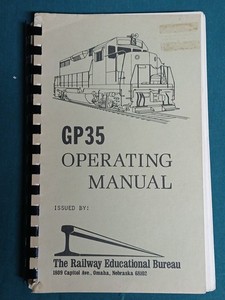 GP35
OPERATING
MANUAL
ISSUED BY:
The Railway Educational Bureau
1809 Capitol Ave., Omaha, Nebraska 68102